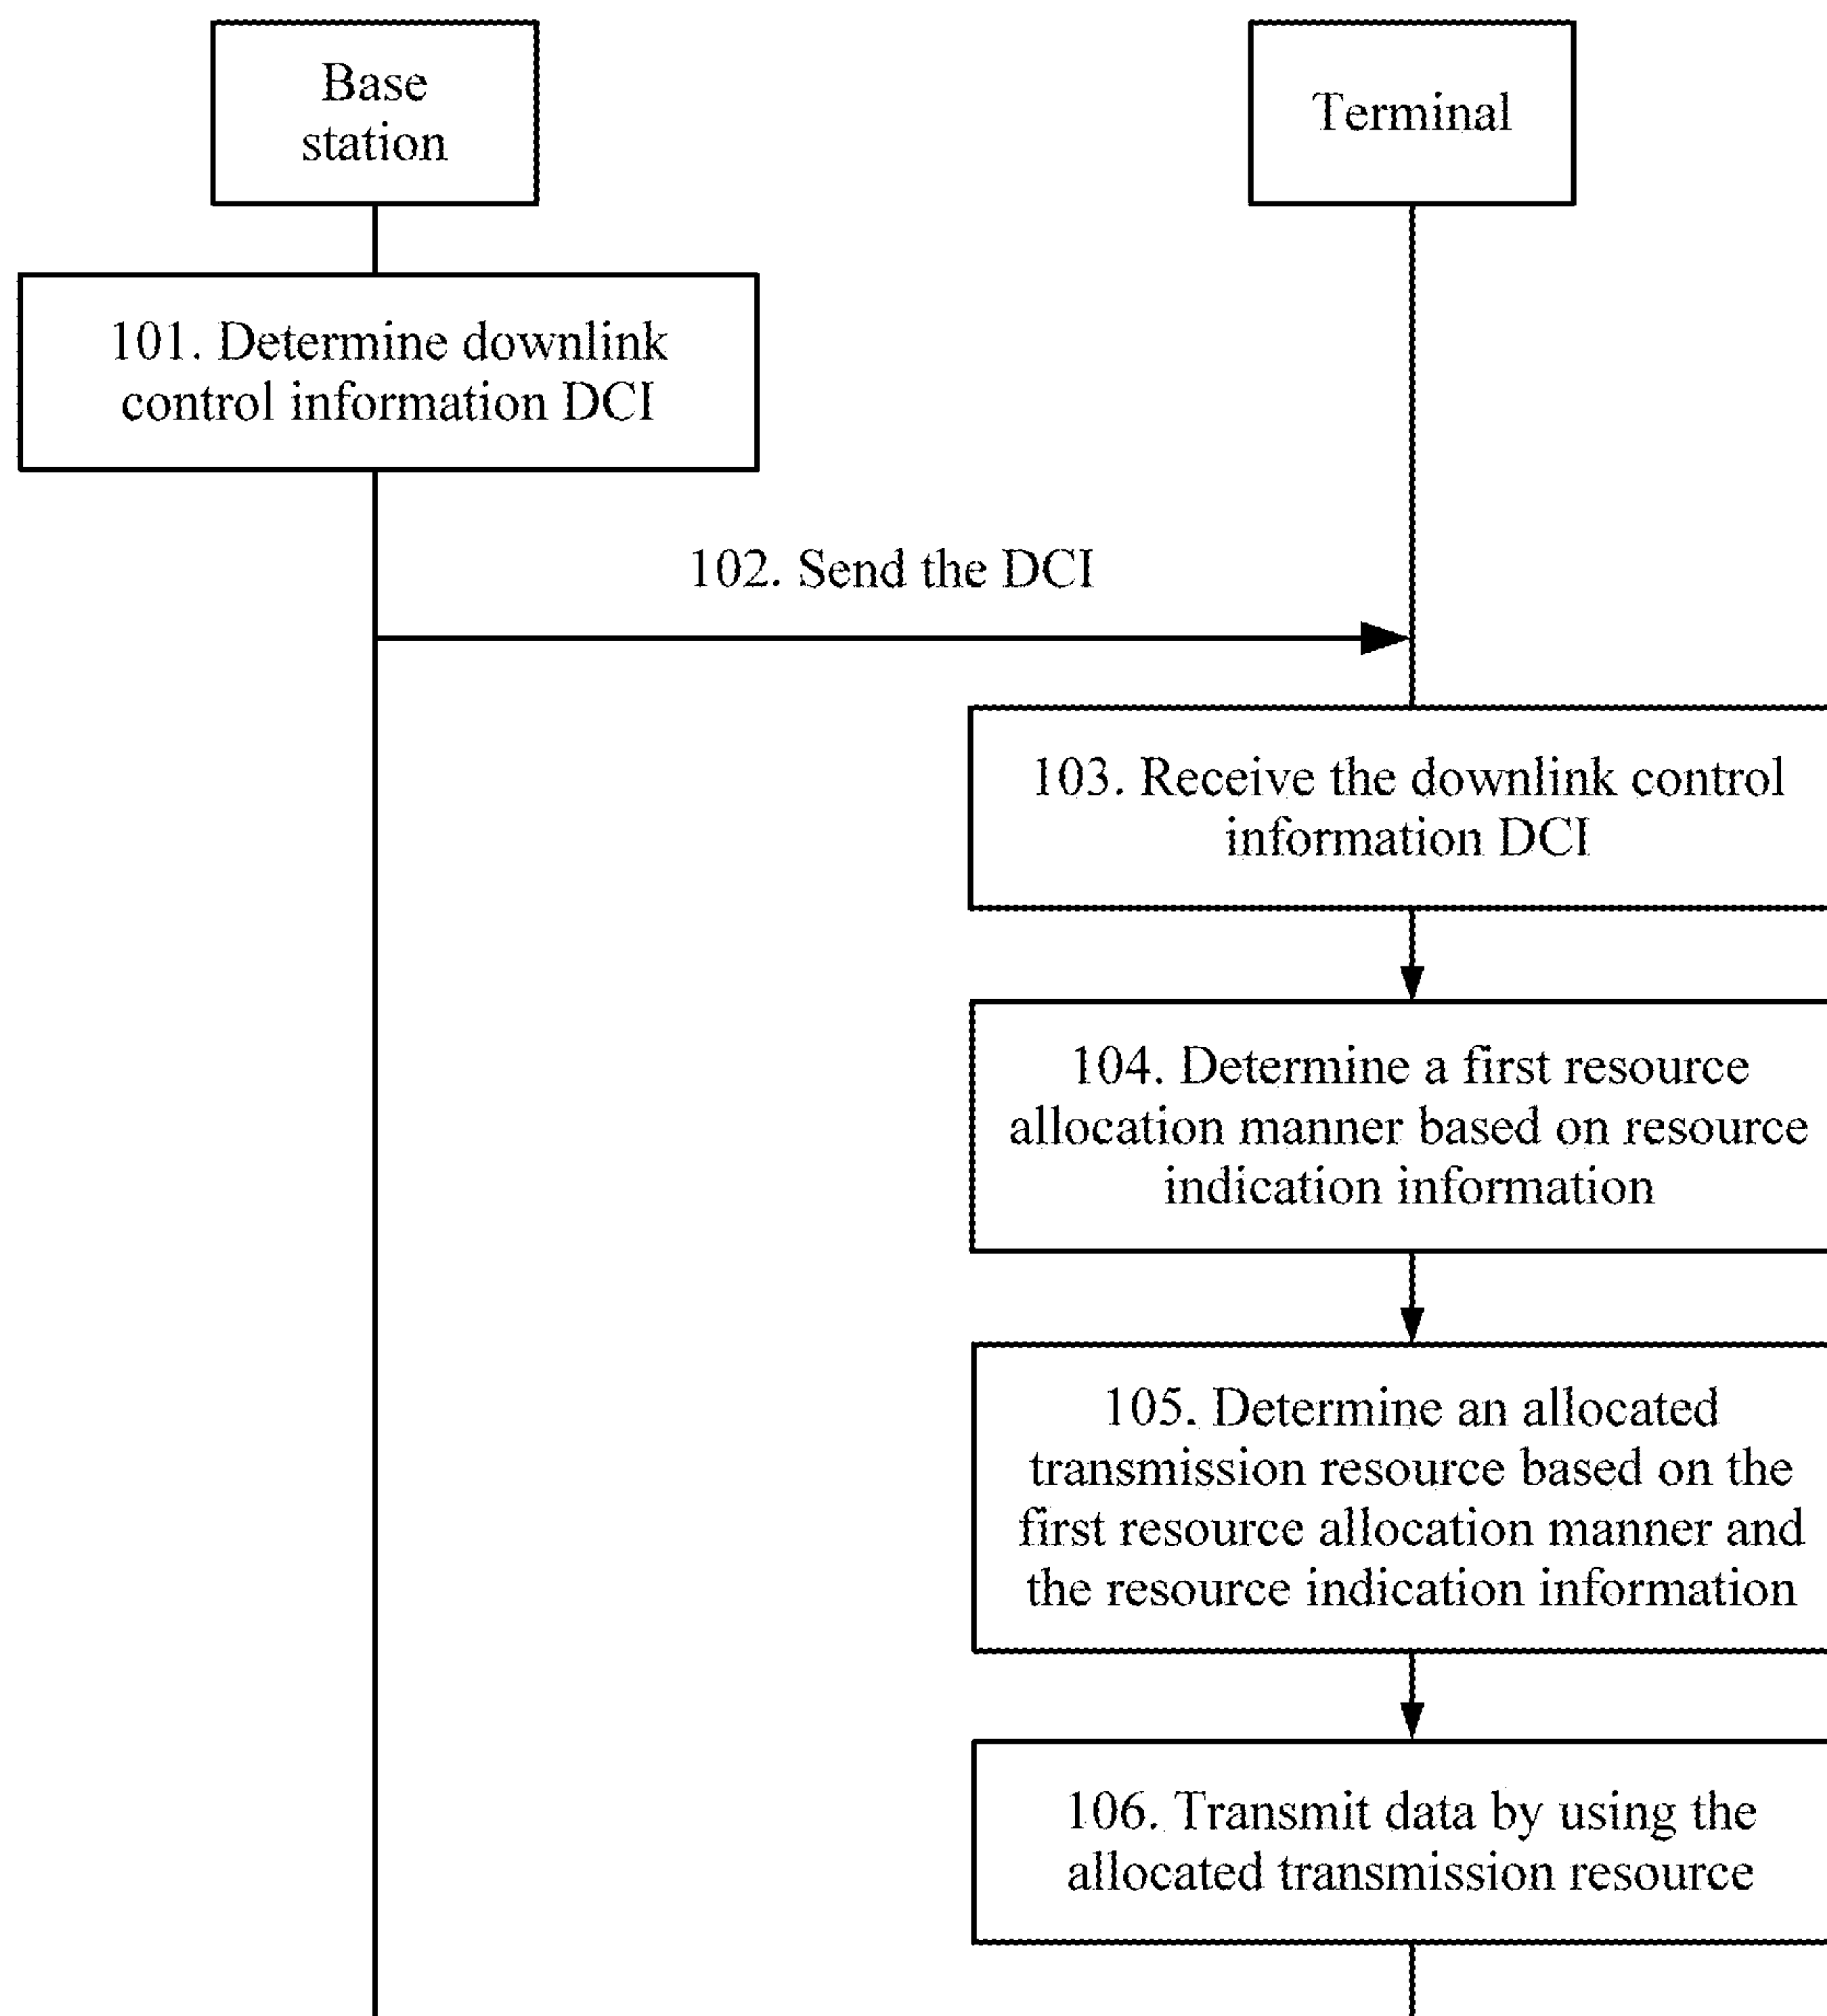 Base
station
Terminal
101. Determine downlink
control information DCI
102. Send the DCI
103. Receive the downlink control
information DCI
104. Determine a first resource
allocation manner based on resource
indication information
105. Determine an allocated
transmission resource based on the
first resource allocation manner and
the resource indication information
106. Transmit data by using the
allocated transmission resource